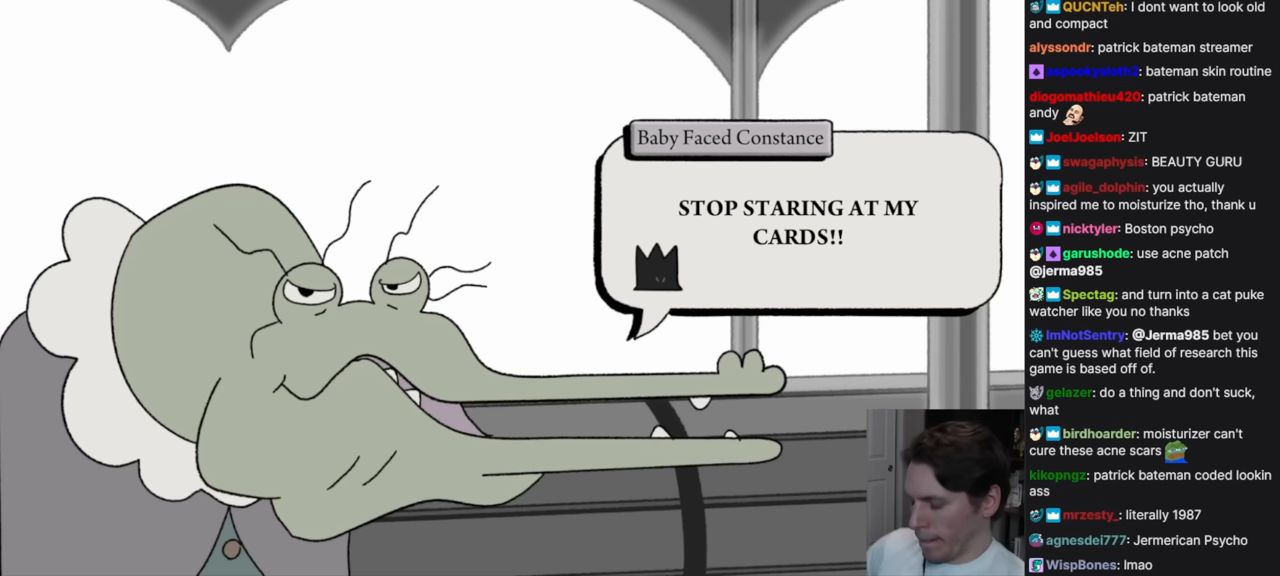 Baby Faced Constance
STOP STARING AT MY
CARDS!!
QUCNTeh: I dont want to look old
and compact
alyssondr: patrick bateman streamer
aspookysloth2: bateman skin routine
diogomathieu420: patrick bateman
andy
JoelJoelson: ZIT
swagaphysis: BEAUTY GURU
agile_dolphin: you actually
inspired me to moisturize tho, thank u
nicktyler: Boston psycho
garushode: use acne patch
@jerma985
Spectag: and turn into a cat puke
watcher like you no thanks
ImNotSentry: @Jerma985 bet you
can't guess what field of research this
game is based off of.
gelazer: do a thing and don't suck,
what
birdhoarder: moisturizer can't
cure these acne scars
kikopngz: patrick bateman coded lookin
ass
mrzesty_: literally 1987
agnesdei777: Jermerican Psycho
WispBones: lmao